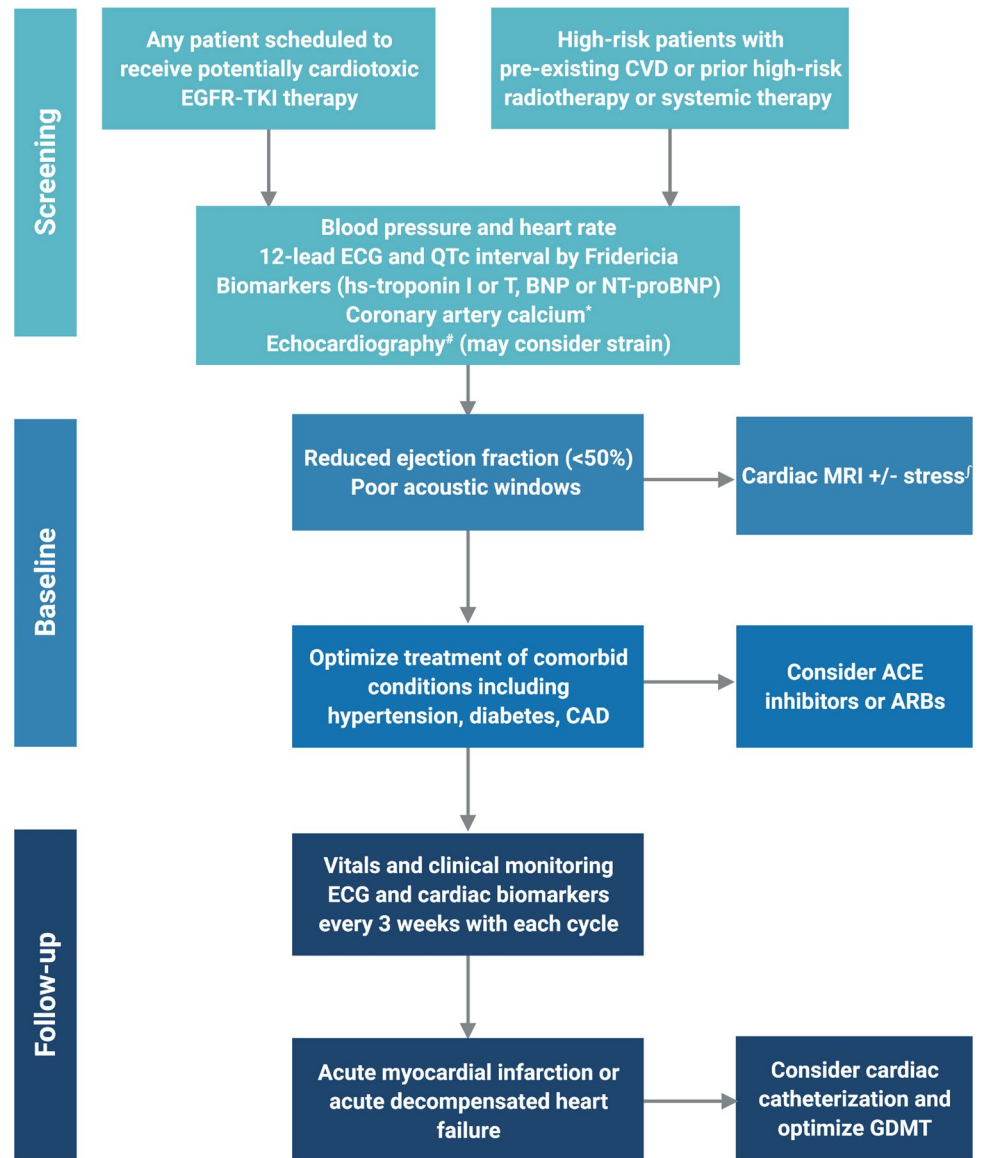 Screening
Any patient scheduled to
receive potentially cardiotoxic
EGFR-TKI therapy
High-risk patients with
pre-existing CVD or prior high-risk
radiotherapy or systemic therapy
Blood pressure and heart rate
12-lead ECG and QTc interval by Fridericia
Biomarkers (hs-troponin I or T, BNP or NT-proBNP)
Coronary artery calcium*
Echocardiography# (may consider strain)
Baseline
Reduced ejection fraction (<50%)
Poor acoustic windows
Cardiac MRI +/- stress∫
Optimize treatment of comorbid
conditions including
hypertension, diabetes, CAD
Consider ACE
inhibitors or ARBs
Follow-up
Vitals and clinical monitoring
ECG and cardiac biomarkers
every 3 weeks with each cycle
Acute myocardial infarction or
acute decompensated heart
failure
Consider cardiac
catheterization and
optimize GDMT